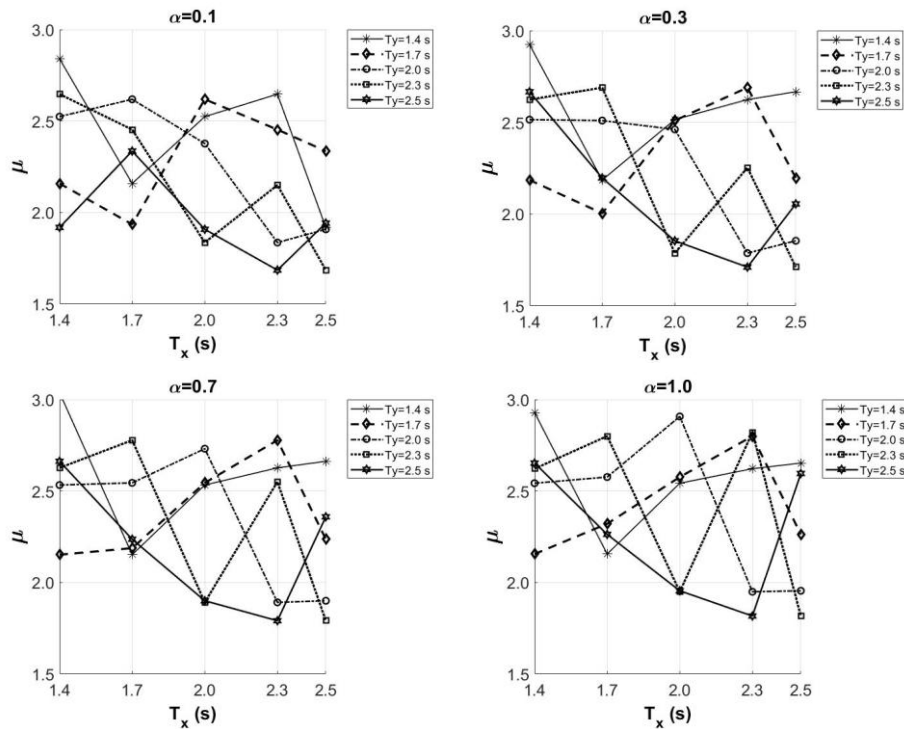 α=0.1
3.0
2.5
2.0
1.5
μ
1.4 1.7 2.0 2.3 2.5
T_x (s)
Ty=1.4 s
Ty=1.7 s
Ty=2.0 s
Ty=2.3 s
Ty=2.5 s
α=0.3
3.0
2.5
2.0
1.5
μ
1.4 1.7 2.0 2.3 2.5
T_x (s)
Ty=1.4 s
Ty=1.7 s
Ty=2.0 s
Ty=2.3 s
Ty=2.5 s
α=0.7
3.0
2.5
2.0
1.5
μ
1.4 1.7 2.0 2.3 2.5
T_x (s)
Ty=1.4 s
Ty=1.7 s
Ty=2.0 s
Ty=2.3 s
Ty=2.5 s
α=1.0
3.0
2.5
2.0
1.5
μ
1.4 1.7 2.0 2.3 2.5
T_x (s)
Ty=1.4 s
Ty=1.7 s
Ty=2.0 s
Ty=2.3 s
Ty=2.5 s